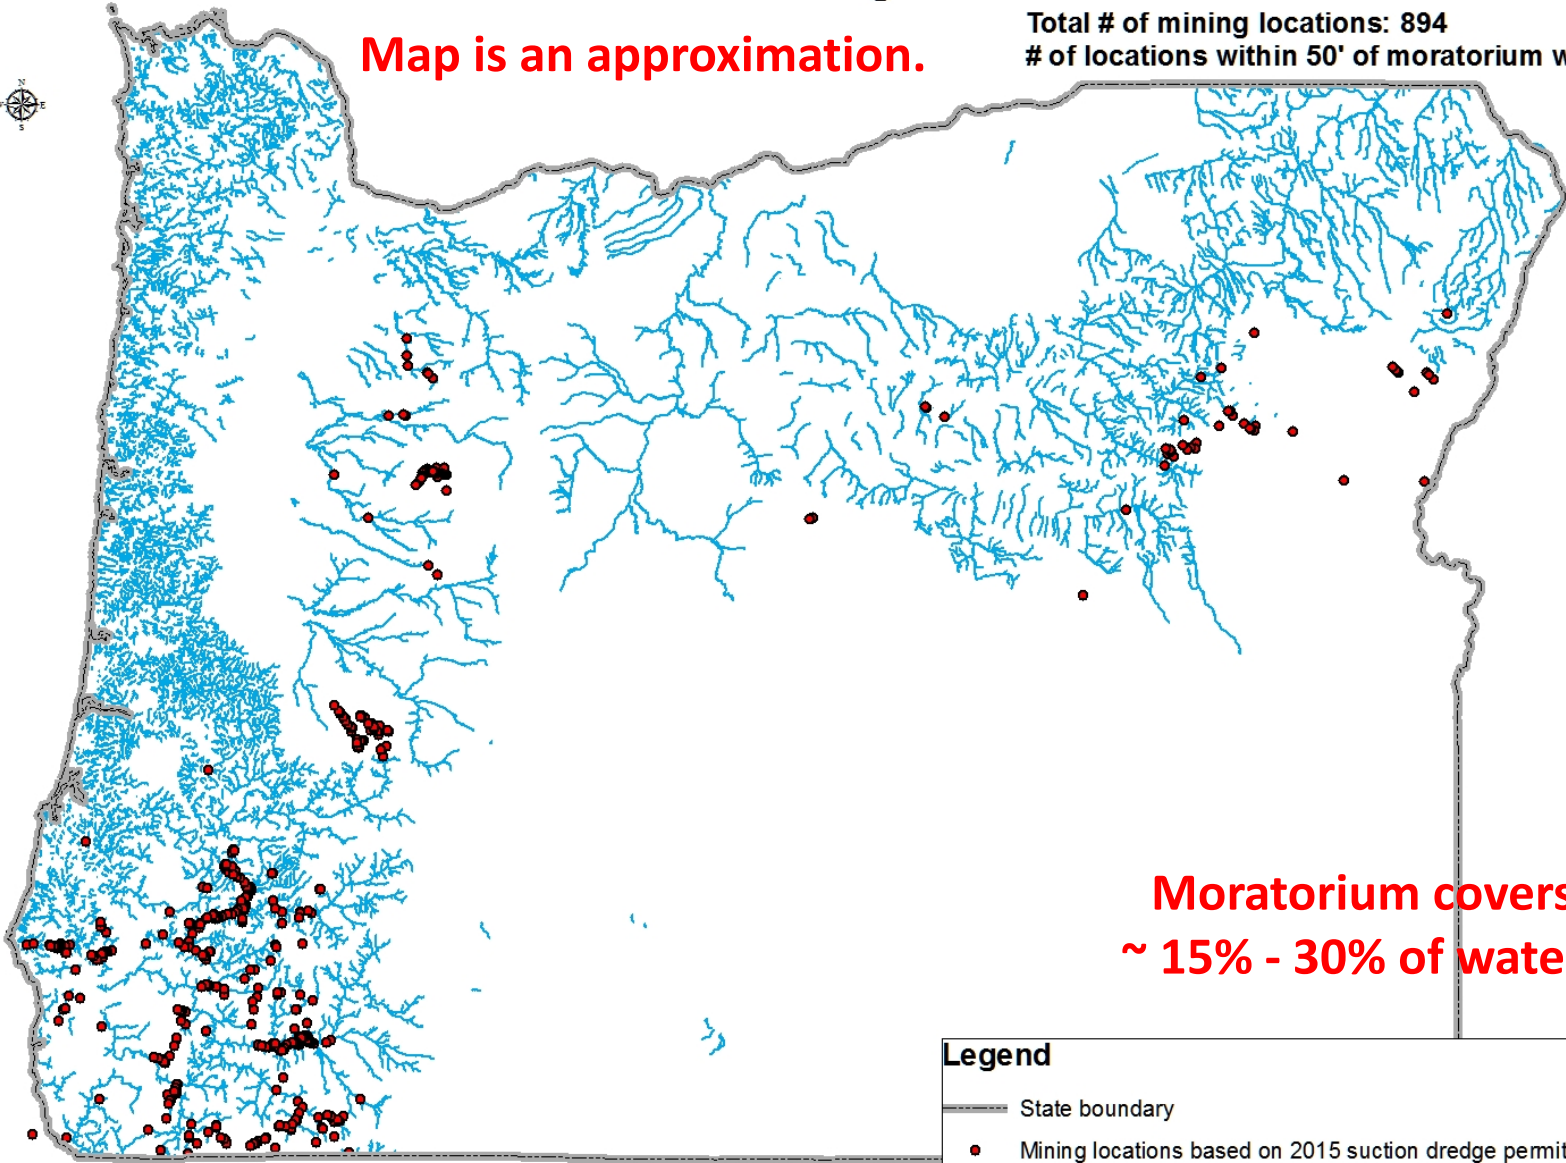 Total # of mining locations: 894
Map is an approximation.
# of locations within 50' of moratorium w
N
E
S
Moratorium covers
~ 15% - 30% of wate
Legend
State boundary
Mining locations based on 2015 suction dredge permit